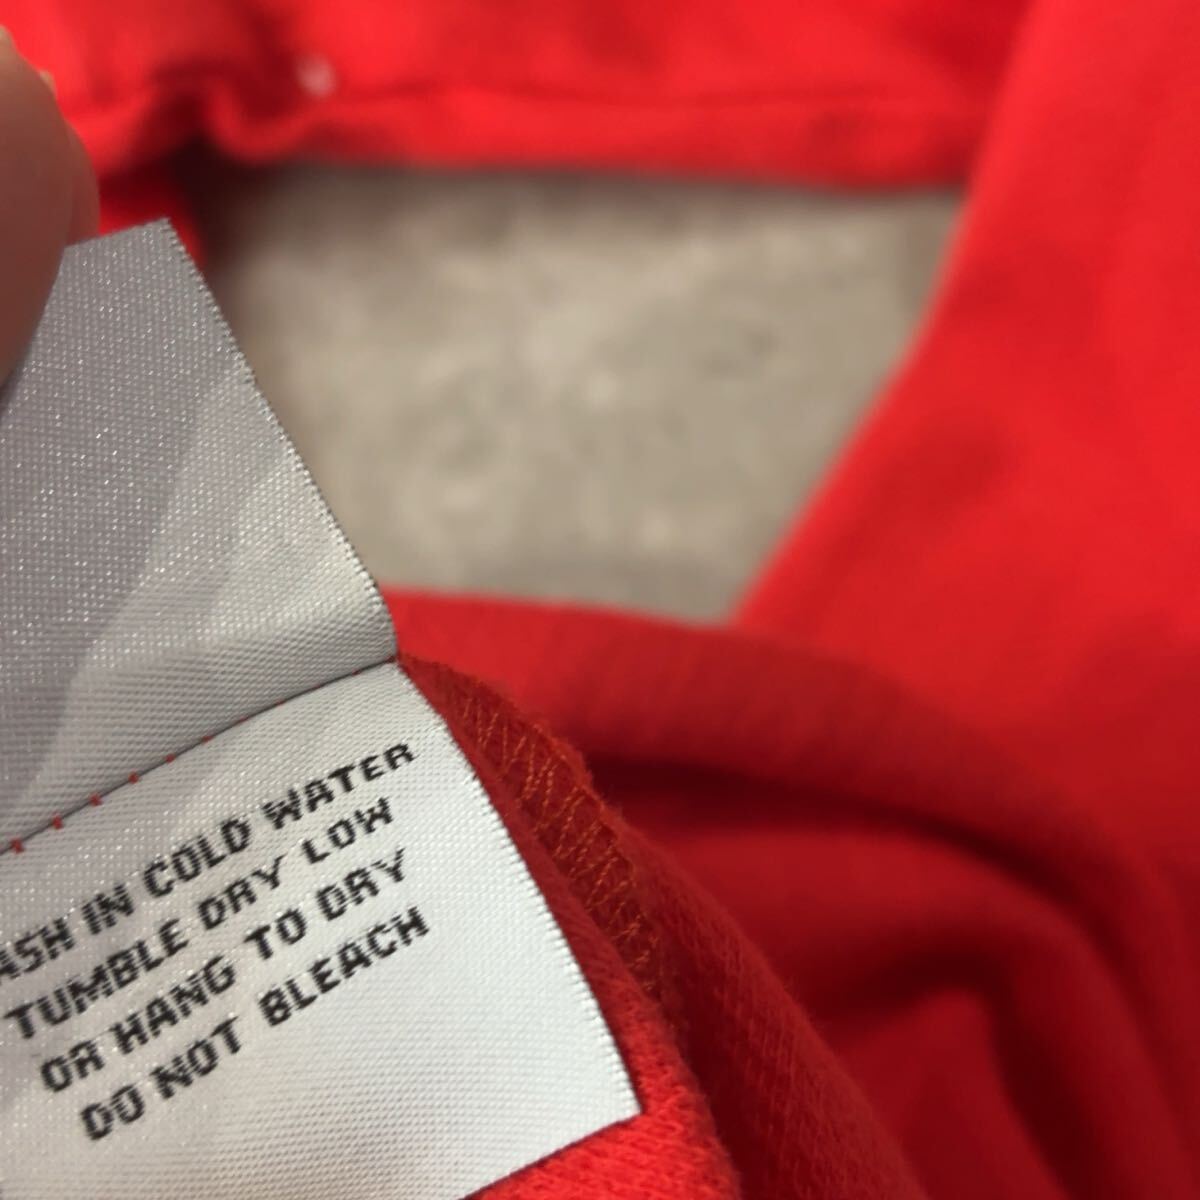 ASH IN COLD WATER
TUMBLE DRY LOW
OR HANG TO DRY
DO NOT BLEACH